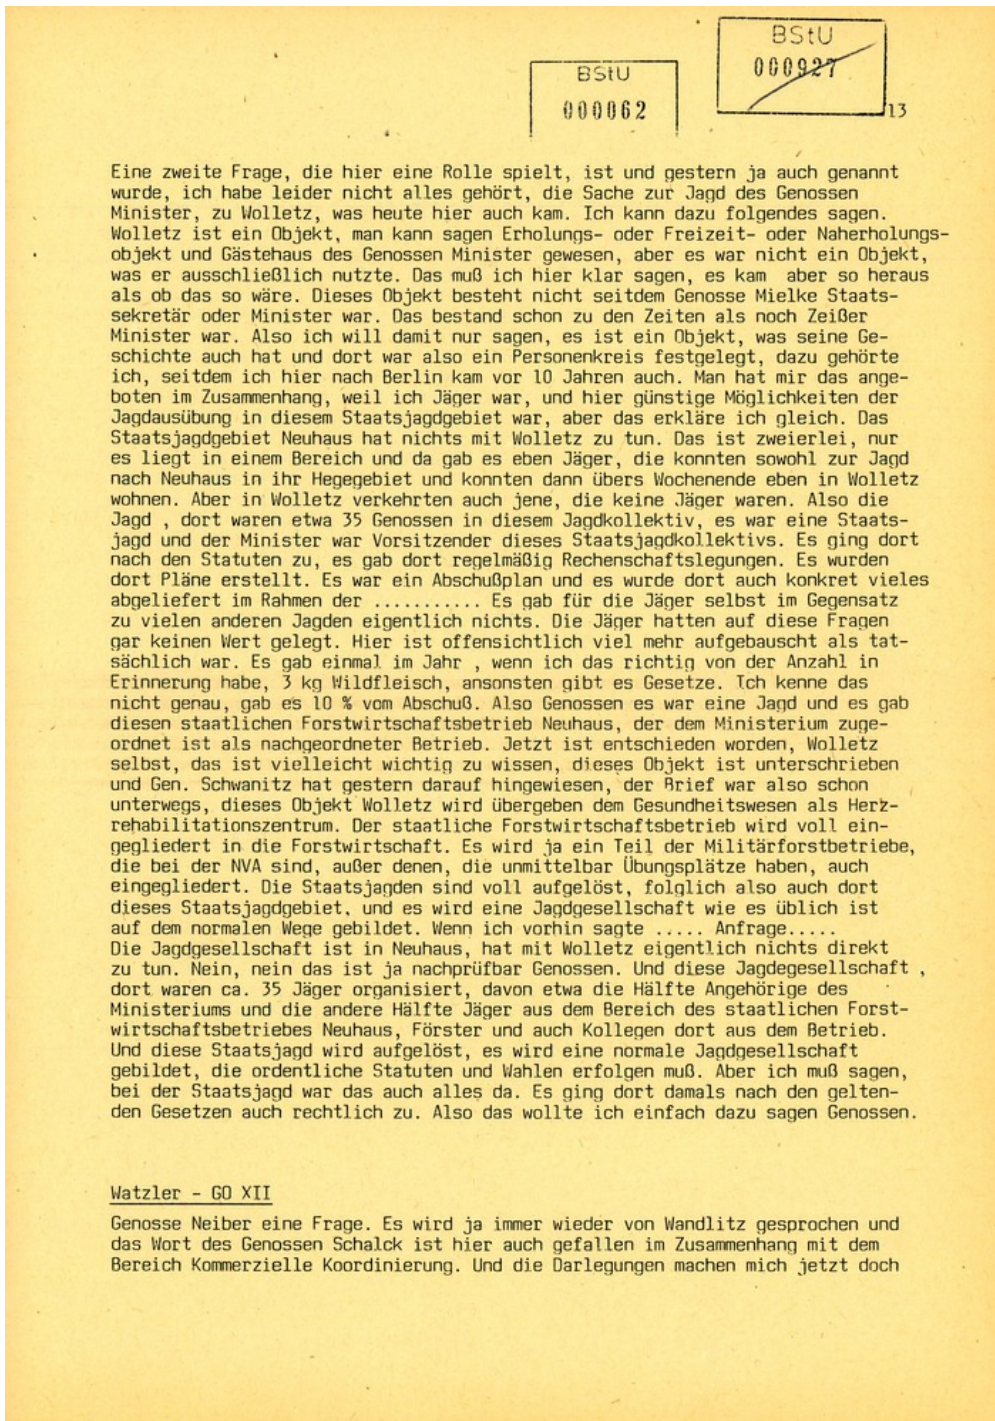 BStU
000927
BStU
000062
13
Eine zweite Frage, die hier eine Rolle spielt, ist und gestern ja auch genannt
wurde, ich habe leider nicht alles gehört, die Sache zur Jagd des Genossen
Minister, zu Wolletz, was heute hier auch kam. Ich kann dazu folgendes sagen.
Wolletz ist ein Objekt, man kann sagen Erholungs- oder Freizeit- oder Naherholungs-
objekt und Gästehaus des Genossen Minister gewesen, aber es war nicht ein Objekt,
was er ausschließlich nutzte. Das muß ich hier klar sagen, es kam aber so heraus
als ob das so wäre. Dieses Objekt besteht nicht seitdem Genosse Mielke Staats-
sekretär oder Minister war. Das bestand schon zu den Zeiten als noch Zeißer
Minister war. Also ich will damit nur sagen, es ist ein Objekt, was seine Ge-
schichte auch hat und dort war also ein Personenkreis festgelegt, dazu gehörte
ich, seitdem ich hier nach Berlin kam vor 10 Jahren auch. Man hat mir das ange-
boten im Zusammenhang, weil ich Jäger war, und hier günstige Möglichkeiten der
Jagdausübung in diesem Staatsjagdgebiet war, aber das erkläre ich gleich. Das
Staatsjagdgebiet Neuhaus hat nichts mit Wolletz zu tun. Das ist zweierlei, nur
es liegt in einem Bereich und da gab es eben Jäger, die konnten sowohl zur Jagd
nach Neuhaus in ihr Hegegebiet und konnten dann übers Wochenende eben in Wolletz
wohnen. Aber in Wolletz verkehrten auch jene, die keine Jäger waren. Also die
Jagd , dort waren etwa 35 Genossen in diesem Jagdkollektiv, es war eine Staats-
jagd und der Minister war Vorsitzender dieses Staatsjagdkollektivs. Es ging dort
nach den Statuten zu, es gab dort regelmäßig Rechenschaftslegungen. Es wurden
dort Pläne erstellt. Es war ein Abschußplan und es wurde dort auch konkret vieles
abgeliefert im Rahmen der ........... Es gab für die Jäger selbst im Gegensatz
zu vielen anderen Jagden eigentlich nichts. Die Jäger hatten auf diese Fragen
gar keinen Wert gelegt. Hier ist offensichtlich viel mehr aufgebauscht als tat-
sächlich war. Es gab einmal im Jahr , wenn ich das richtig von der Anzahl in
Erinnerung habe, 3 kg Wildfleisch, ansonsten gibt es Gesetze. Ich kenne das
nicht genau, gab es 10 % vom Abschuß. Also Genossen es war eine Jagd und es gab
diesen staatlichen Forstwirtschaftsbetrieb Neuhaus, der dem Ministerium zuge-
ordnet ist als nachgeordneter Betrieb. Jetzt ist entschieden worden, Wolletz
selbst, das ist vielleicht wichtig zu wissen, dieses Objekt ist unterschrieben
und Gen. Schwanitz hat gestern darauf hingewiesen, der Brief war also schon
unterwegs, dieses Objekt Wolletz wird übergeben dem Gesundheitswesen als Herz-
rehabilitationszentrum. Der staatliche Forstwirtschaftsbetrieb wird voll ein-
gegliedert in die Forstwirtschaft. Es wird ja ein Teil der Militärforstbetriebe,
die bei der NVA sind, außer denen, die unmittelbar Übungsplätze haben, auch
eingegliedert. Die Staatsjagden sind voll aufgelöst, folglich also auch dort
dieses Staatsjagdgebiet, und es wird eine Jagdgesellschaft wie es üblich ist
auf dem normalen Wege gebildet. Wenn ich vorhin sagte ..... Anfrage.....
Die Jagdgesellschaft ist in Neuhaus, hat mit Wolletz eigentlich nichts direkt
zu tun. Nein, nein das ist ja nachprüfbar Genossen. Und diese Jagdegesellschaft ,
dort waren ca. 35 Jäger organisiert, davon etwa die Hälfte Angehörige des
Ministeriums und die andere Hälfte Jäger aus dem Bereich des staatlichen Forst-
wirtschaftsbetriebes Neuhaus, Förster und auch Kollegen dort aus dem Betrieb.
Und diese Staatsjagd wird aufgelöst, es wird eine normale Jagdgesellschaft
gebildet, die ordentliche Statuten und Wahlen erfolgen muß. Aber ich muß sagen,
bei der Staatsjagd war das auch alles da. Es ging dort damals nach den gelten-
den Gesetzen auch rechtlich zu. Also das wollte ich einfach dazu sagen Genossen.
Watzler - GO XII
Genosse Neiber eine Frage. Es wird ja immer wieder von Wandlitz gesprochen und
das Wort des Genossen Schalck ist hier auch gefallen im Zusammenhang mit dem
Bereich Kommerzielle Koordinierung. Und die Darlegungen machen mich jetzt doch